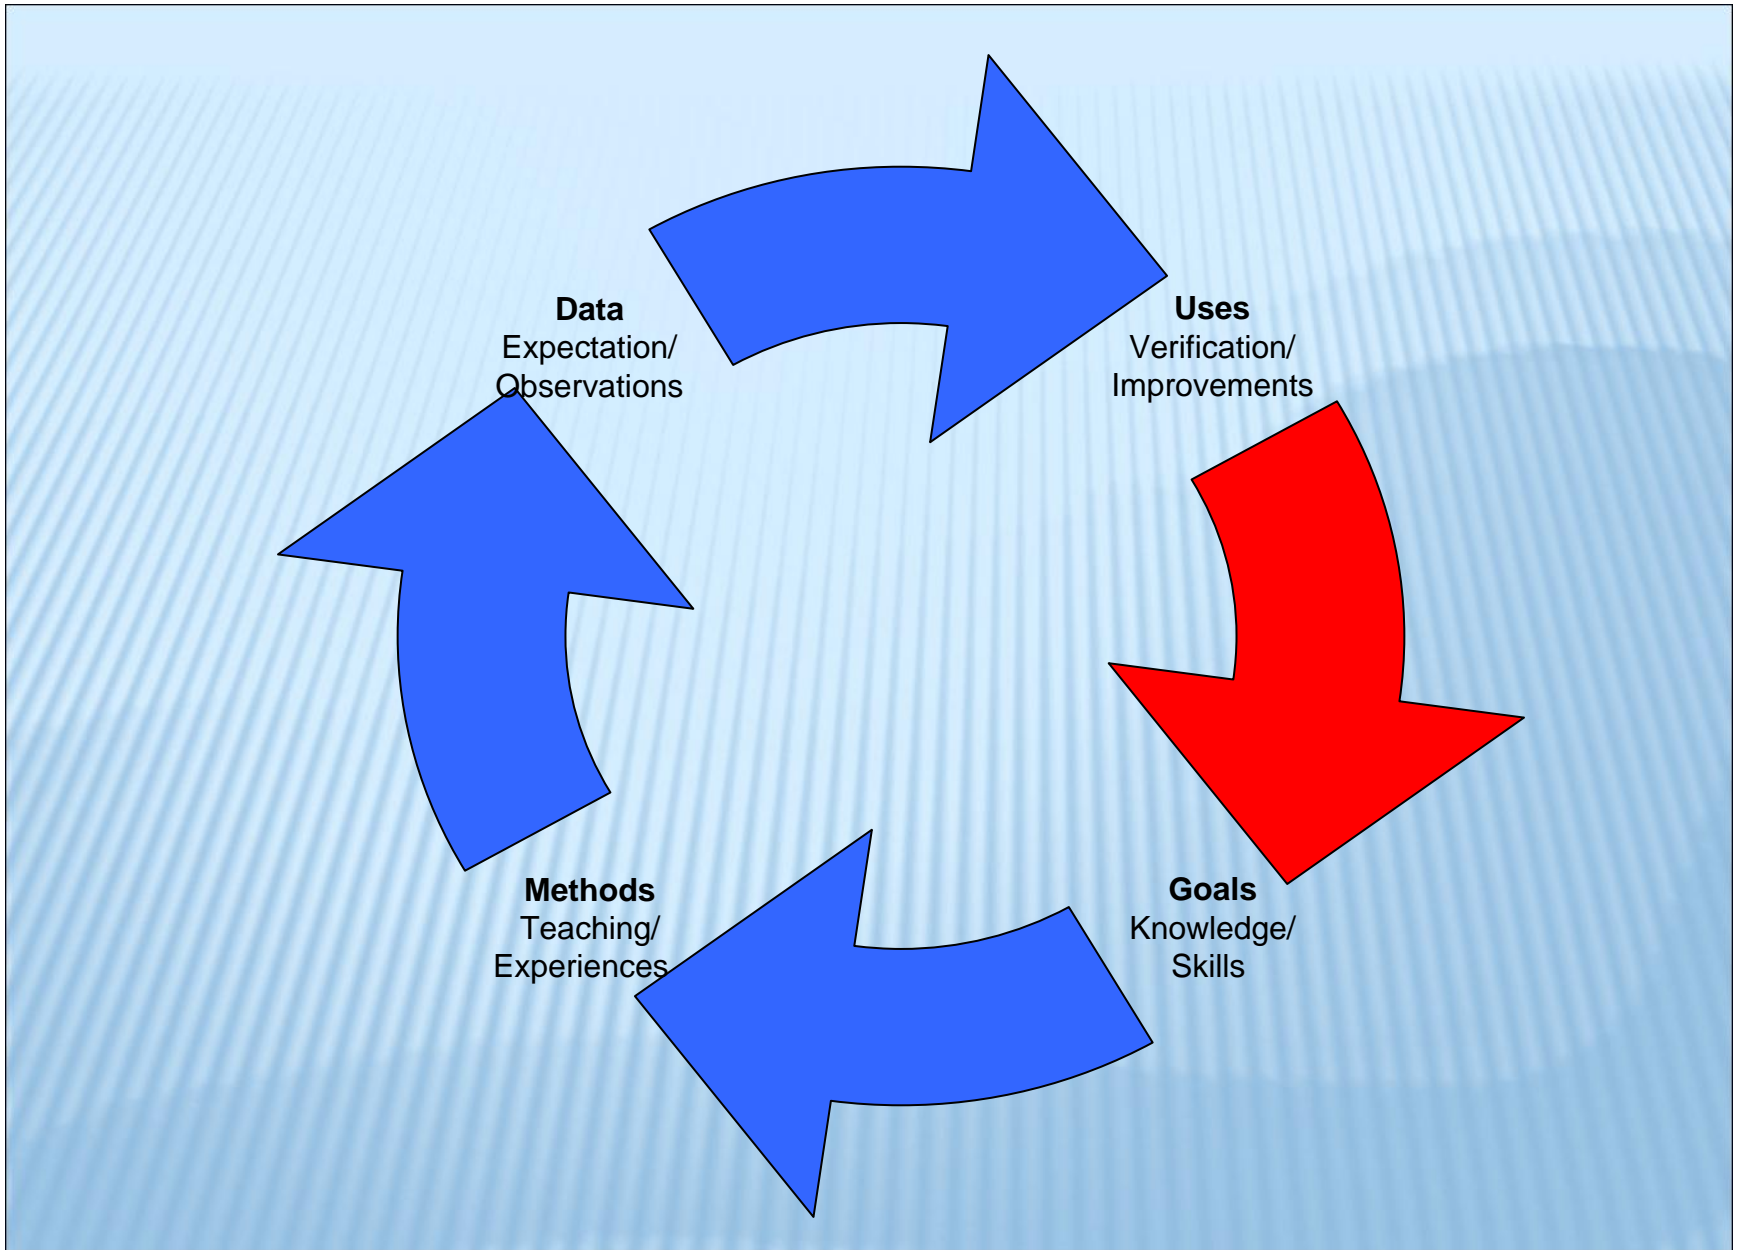 Data
Expectation/
Observations
Uses
Verification/
Improvements
Methods
Teaching/
Experiences
Goals
Knowledge/
Skills